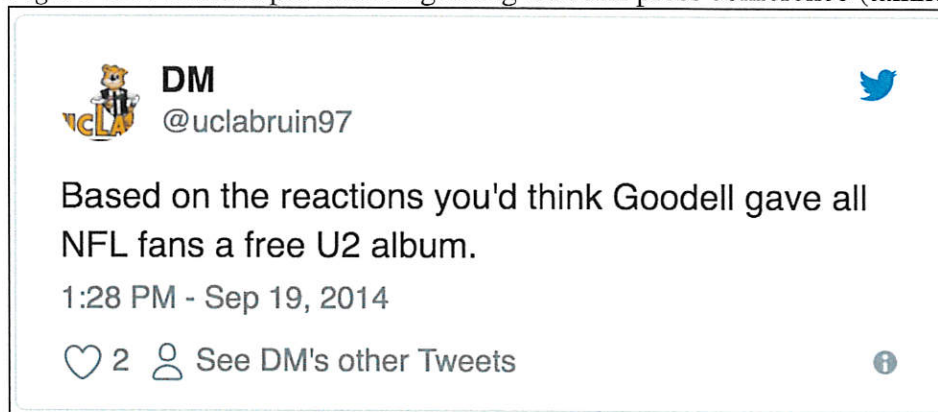 DM
@uclabruin97
UCLA
Based on the reactions you'd think Goodell gave all
NFL fans a free U2 album.
1:28 PM - Sep 19, 2014
2 See DM's other Tweets